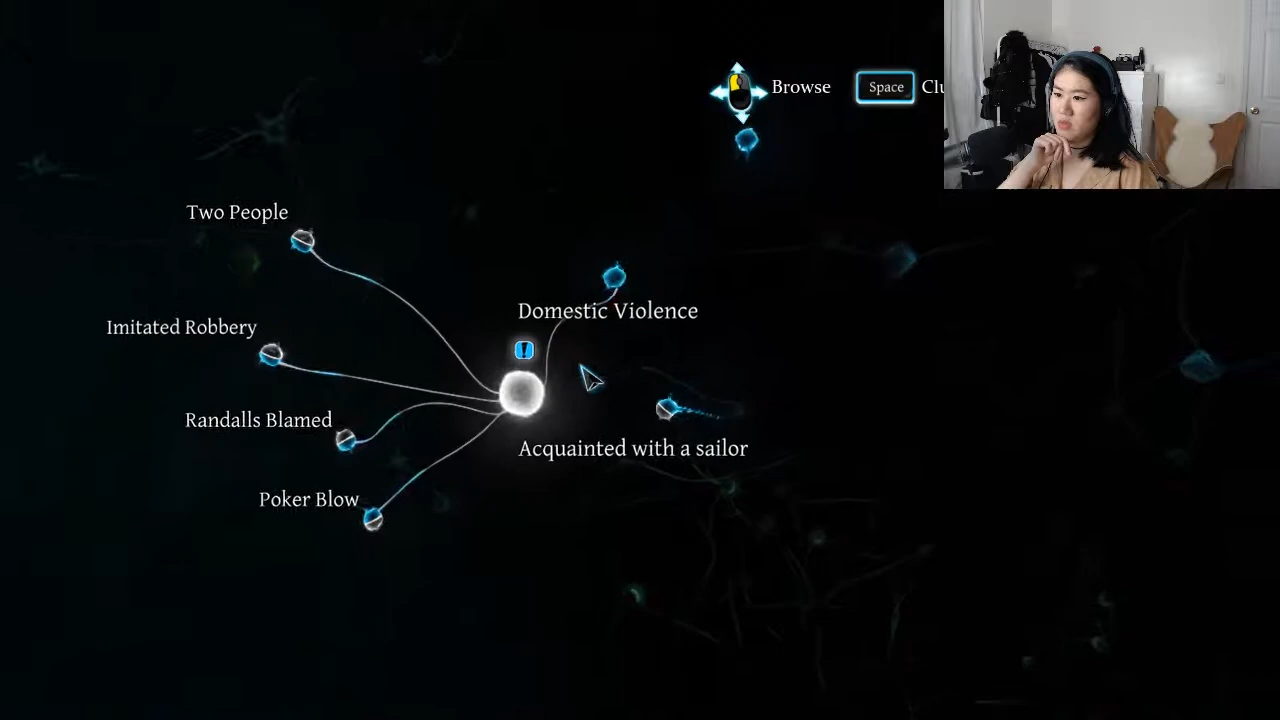 Browse
Space
Clu
Two People
Domestic Violence
Imitated Robbery
Randalls Blamed
Acquainted with a sailor
Poker Blow